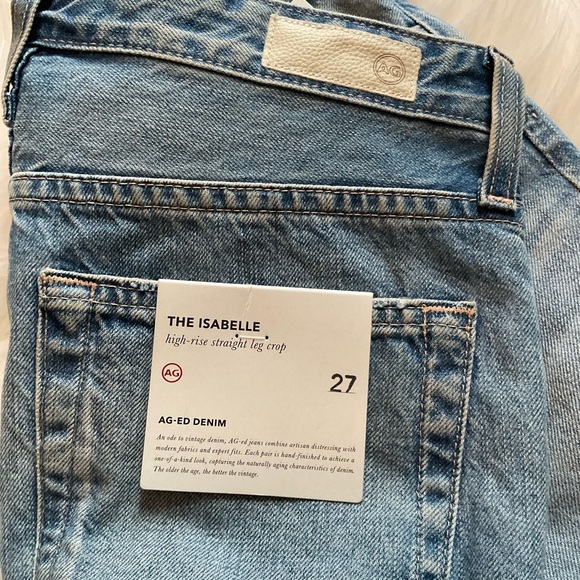 AG
THE ISABELLE
high-rise straight leg crop
AG
27
AG-ED DENIM
An ode to vintage denim, AG-ed jeans combine artisan distressing with
modern fabrics and expert fits. Each pair is hand-finished to achieve a
one-of-a-kind look, capturing the naturally aging characteristics of denim.
The older the age, the better the vintage.